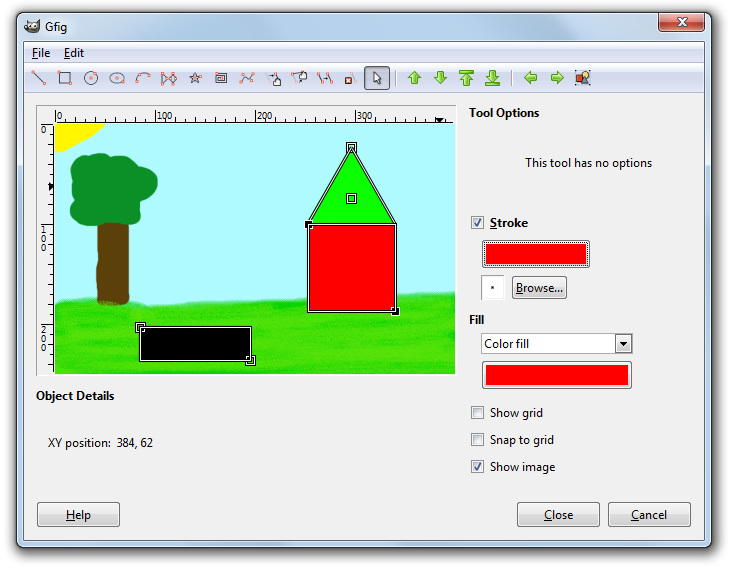 Gfig
File Edit
0 100 200 300
Tool Options
0
This tool has no options
100
Stroke
Browse...
Fill
200
Color fill
Object Details
Show grid
XY position: 384, 62
Snap to grid
Show image
Help Close Cancel